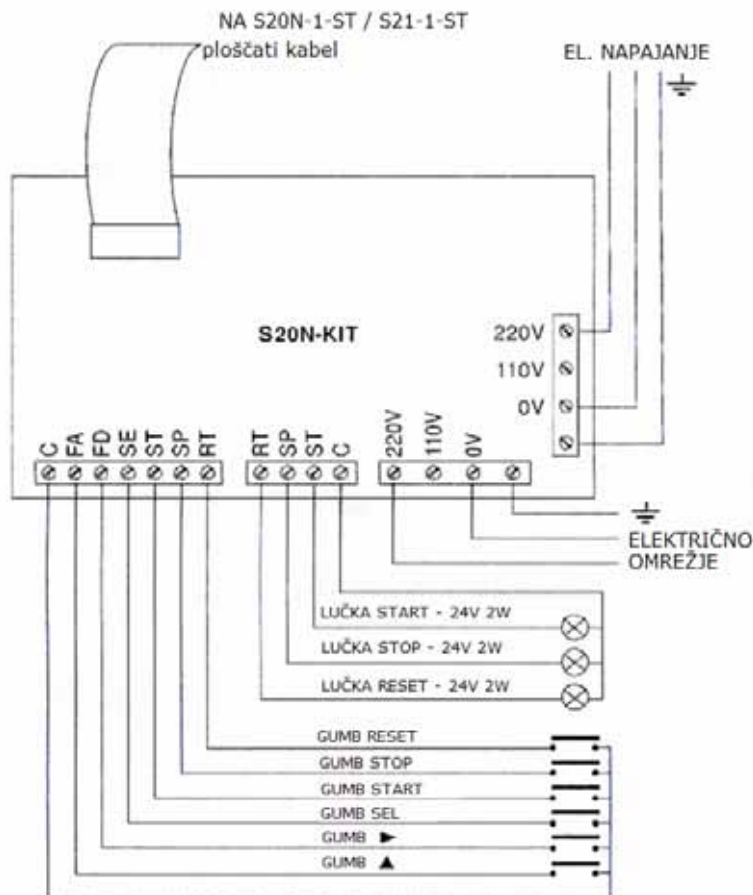 NA S20N-1-ST / S21-1-ST
ploščati kabel
EL. NAPAJANJE
S20N-KIT
220V
110V
0V
C FA FD SE ST SP RT
RT SP ST C
220V 110V 0V
ELEKTRIČNO
OMREŽJE
LUČKA START - 24V 2W
LUČKA STOP - 24V 2W
LUČKA RESET - 24V 2W
GUMB RESET
GUMB STOP
GUMB START
GUMB SEL
GUMB ►
GUMB ▲